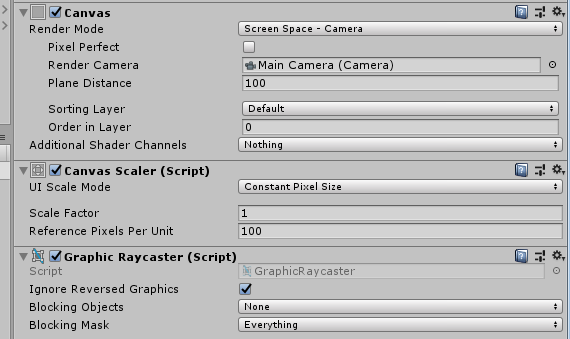 Canvas
Render Mode Screen Space - Camera
Pixel Perfect
Render Camera Main Camera (Camera)
Plane Distance 100
Sorting Layer Default
Order in Layer 0
Additional Shader Channels Nothing
Canvas Scaler (Script)
UI Scale Mode Constant Pixel Size
Scale Factor 1
Reference Pixels Per Unit 100
Graphic Raycaster (Script)
Script GraphicRaycaster
Ignore Reversed Graphics
Blocking Objects None
Blocking Mask Everything